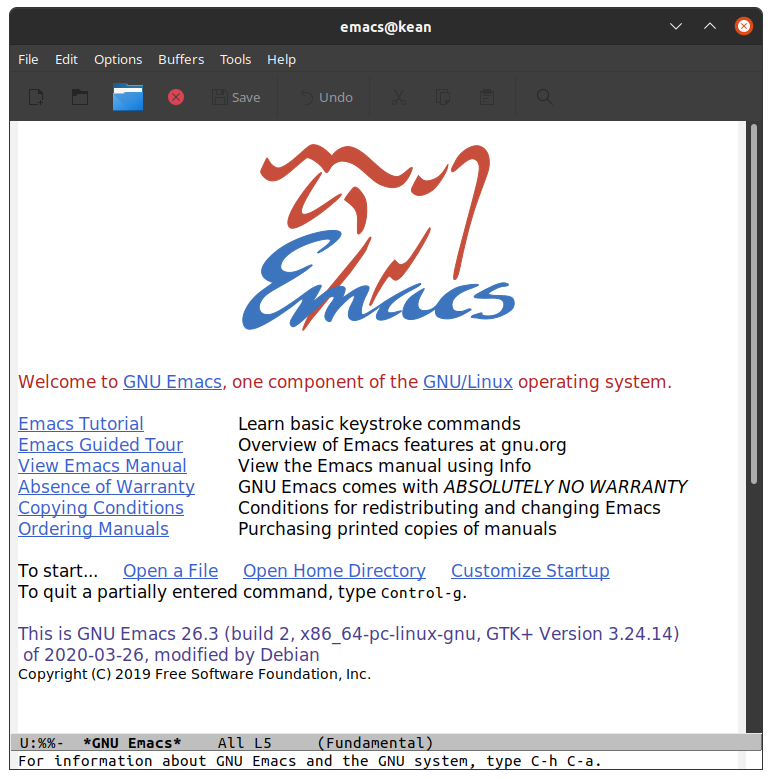 emacs@kean
File Edit Options Buffers Tools Help
Save Undo
Emacs
Welcome to GNU Emacs, one component of the GNU/Linux operating system.
Emacs Tutorial Learn basic keystroke commands
Emacs Guided Tour Overview of Emacs features at gnu.org
View Emacs Manual View the Emacs manual using Info
Absence of Warranty GNU Emacs comes with ABSOLUTELY NO WARRANTY
Copying Conditions Conditions for redistributing and changing Emacs
Ordering Manuals Purchasing printed copies of manuals
To start... Open a File Open Home Directory Customize Startup
To quit a partially entered command, type Control-g.
This is GNU Emacs 26.3 (build 2, x86_64-pc-linux-gnu, GTK+ Version 3.24.14)
of 2020-03-26, modified by Debian
Copyright (C) 2019 Free Software Foundation, Inc.
U:%%- *GNU Emacs* All L5 (Fundamental)
For information about GNU Emacs and the GNU system, type C-h C-a.